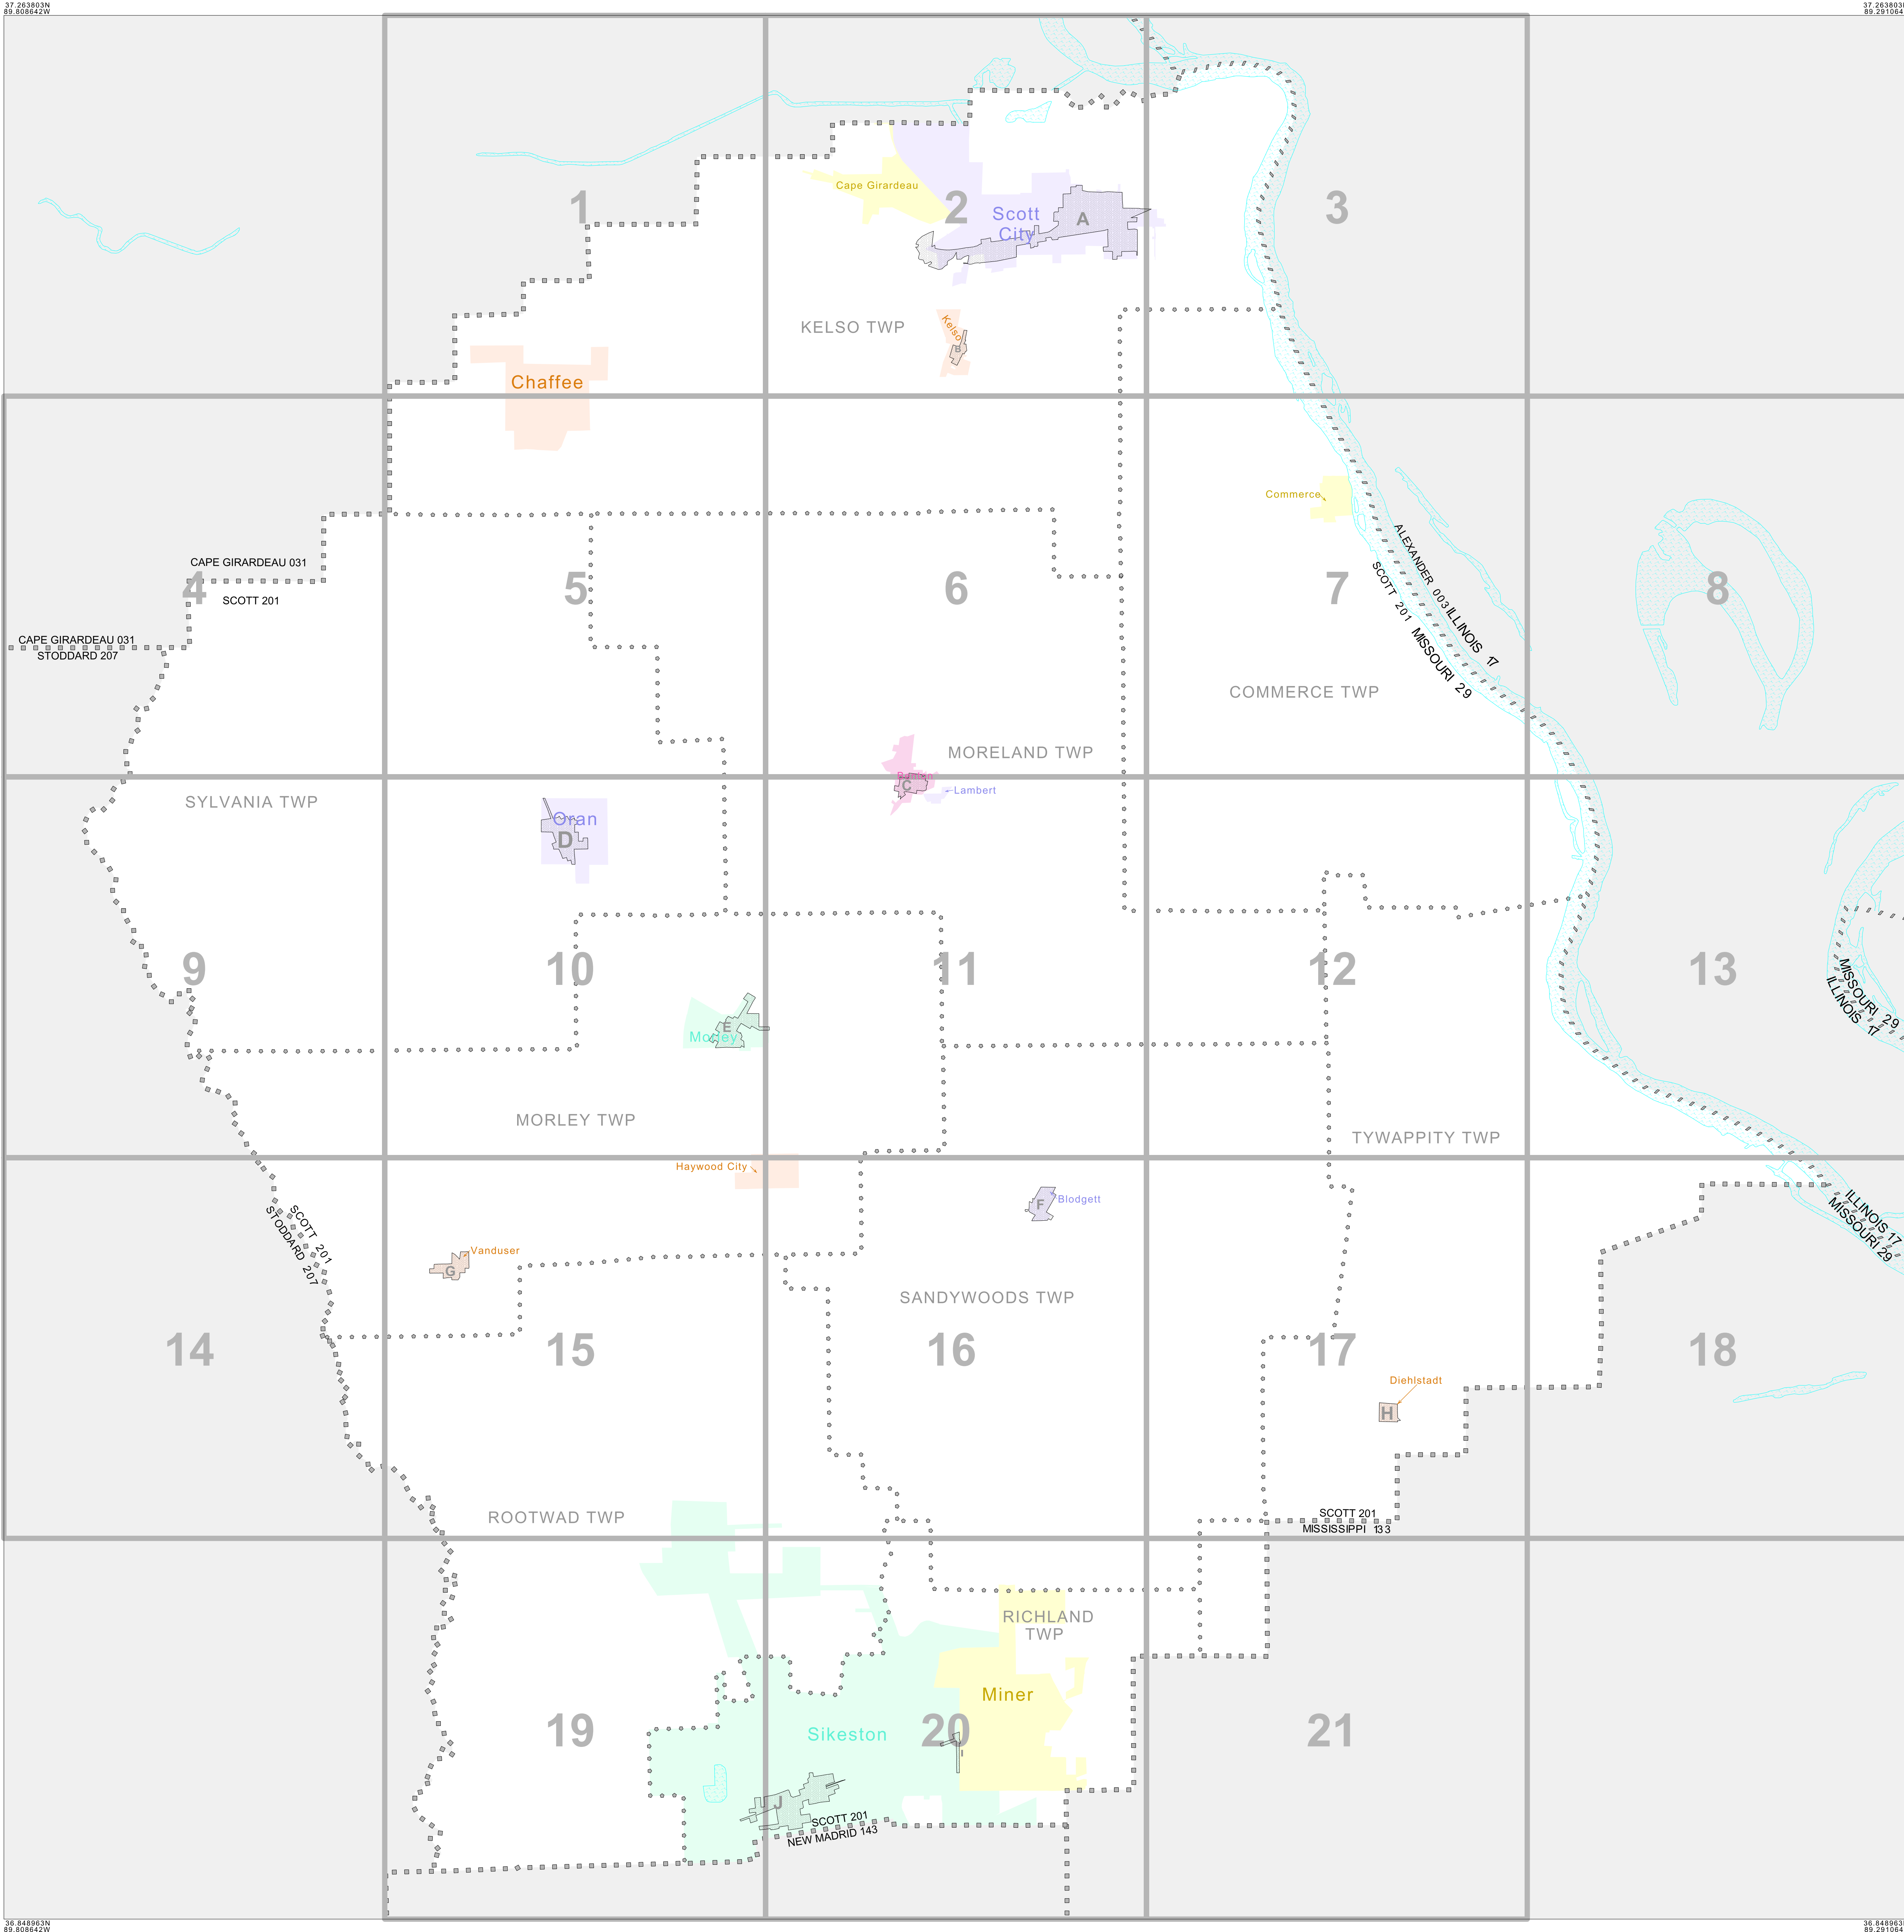 37.263803N
89.808642W
37.263803
89.291064
1
2
3
Cape Girardeau
Scott
City
A
KELSO TWP
Kelso
B
Chaffee
Commerce
CAPE GIRARDEAU 031
SCOTT 201
CAPE GIRARDEAU 031
STODDARD 207
4
5
6
7
8
ALEXANDER 003 ILLINOIS 17
SCOTT 201 MISSOURI 29
COMMERCE TWP
MORELAND TWP
C
Lambert
SYLVANIA TWP
Oran
D
9
10
11
12
13
MISSOURI 29
ILLINOIS 17
E
Morley
MORLEY TWP
TYWAPPITY TWP
Haywood City
F
Blodgett
SCOTT 201
STODDARD 207
ILLINOIS 17
MISSOURI 29
Vanduser
G
SANDYWOODS TWP
14
15
16
17
18
Diehlstadt
H
ROOTWAD TWP
SCOTT 201
MISSISSIPPI 133
RICHLAND
TWP
Miner
19
Sikeston
20
21
I
J
SCOTT 201
NEW MADRID 143
36.848963N
89.808642W
36.848963
89.291064